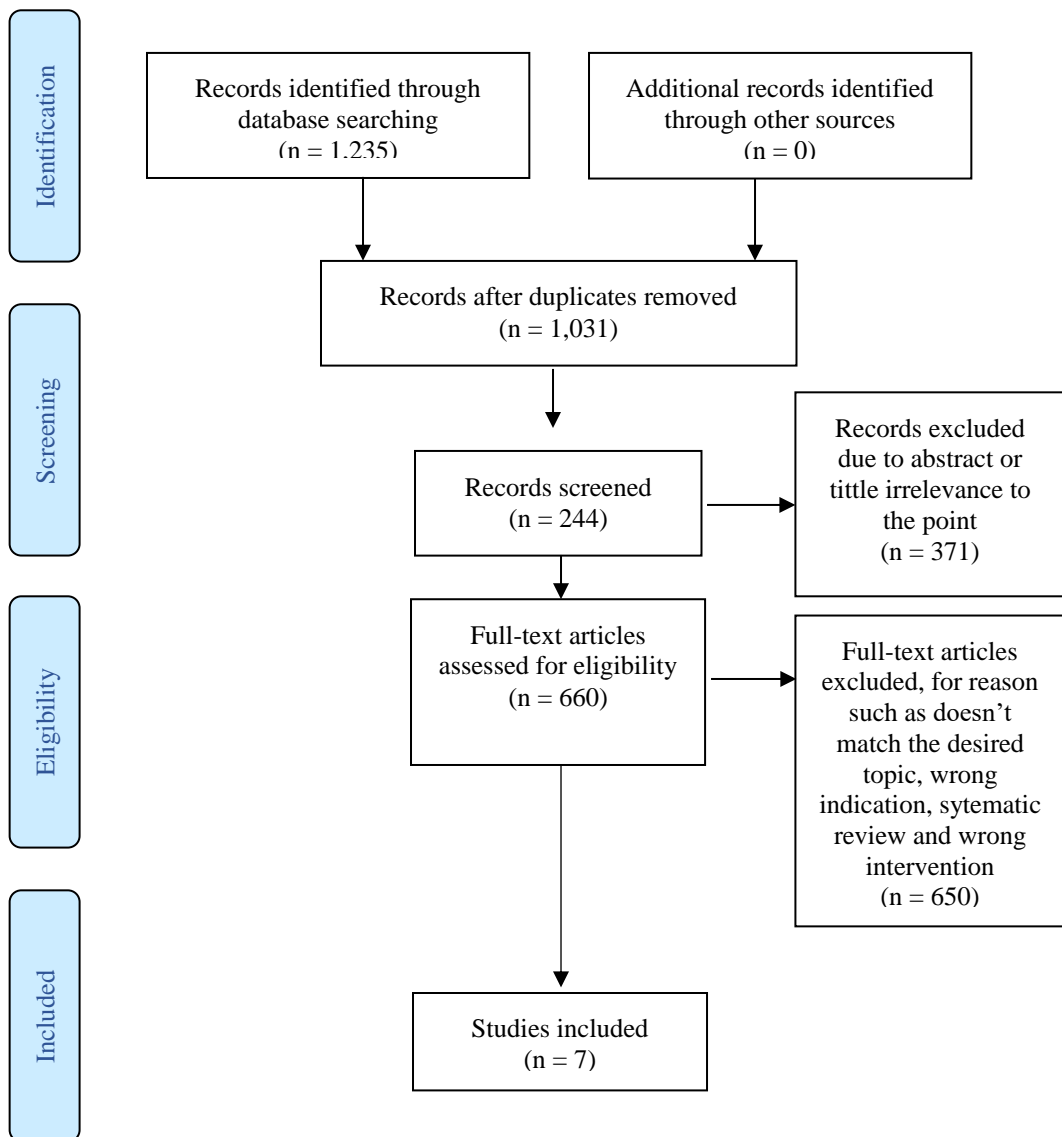 Identification
Records identified through
database searching
(n = 1,235)
Additional records identified
through other sources
(n = 0)
Records after duplicates removed
(n = 1,031)
Screening
Records screened
(n = 244)
Records excluded
due to abstract or
tittle irrelevance to
the point
(n = 371)
Eligibility
Full-text articles
assessed for eligibility
(n = 660)
Full-text articles
excluded, for reason
such as doesn’t
match the desired
topic, wrong
indication, sytematic
review and wrong
intervention
(n = 650)
Included
Studies included
(n = 7)